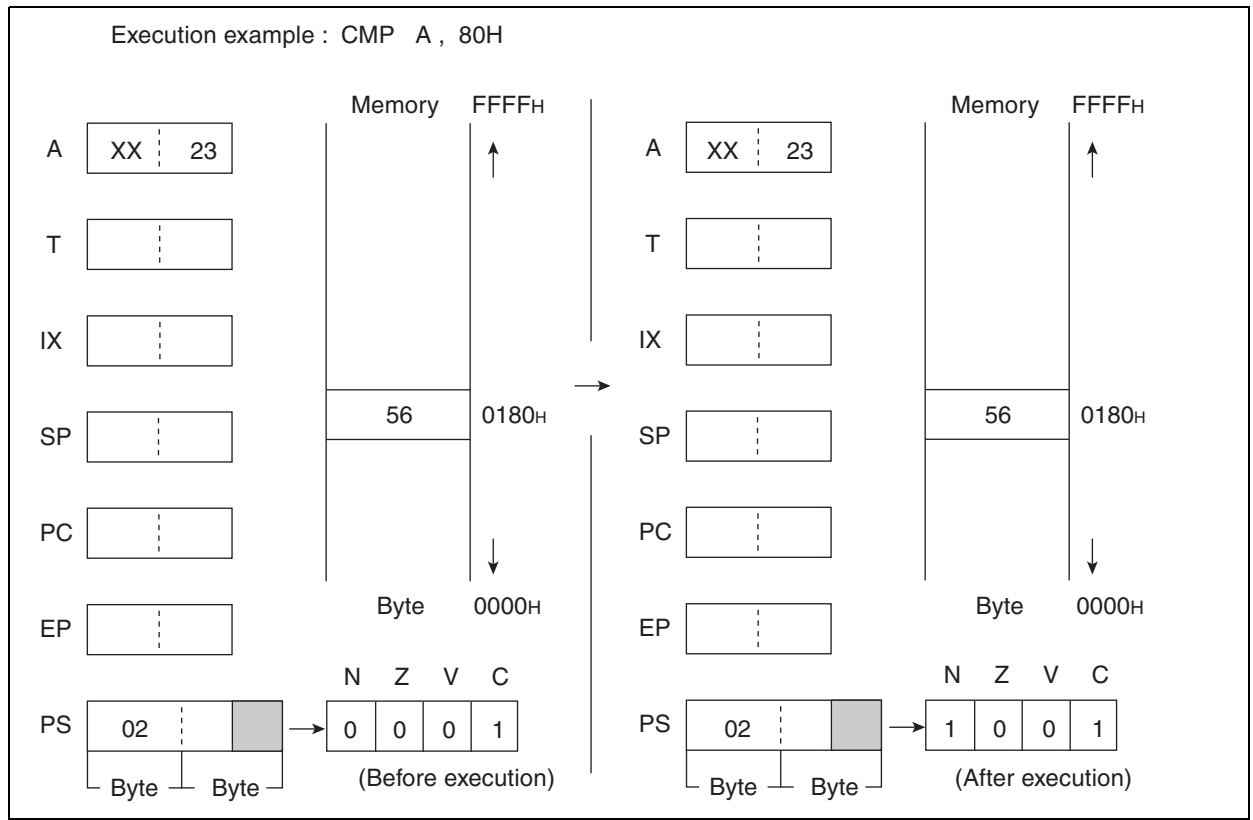 Execution example : CMP A , 80H
Memory FFFFH
A XX 23
T
IX
56 0180H
SP
PC
Byte 0000H
EP
N Z V C
PS 02 0 0 0 1
Byte Byte
(Before execution)
Memory FFFFH
A XX 23
T
IX
56 0180H
SP
PC
Byte 0000H
EP
N Z V C
PS 02 1 0 0 1
Byte Byte
(After execution)